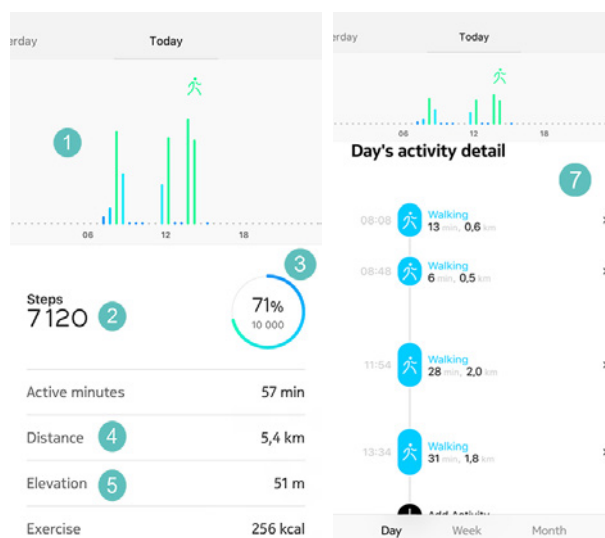 erday Today
1
06 12 18
3
Steps
7120 2
71%
10 000
Active minutes 57 min
Distance 4 5,4 km
Elevation 5 51 m
Exercise 256 kcal
erday Today
06 12 18
Day's activity detail
7
08:08 Walking
13 min, 0,6 km
08:48 Walking
6 min, 0,5 km
11:54 Walking
28 min, 2,0 km
13:34 Walking
31 min, 1,8 km
Add Activity
Day Week Month